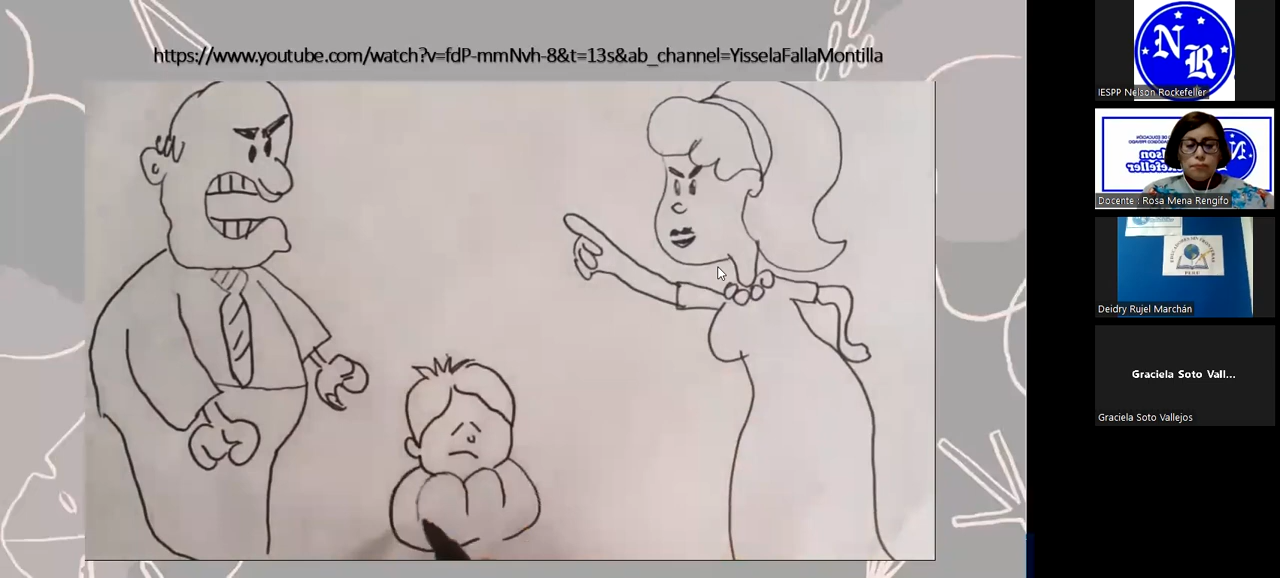 https://www.youtube.com/watch?v=fdP-mmNvh-8&t=13s&ab_channel=YisselaFallaMontilla
NR
IESPP Nelson Rockefeller
Docente : Rosa Mena Rengifo
Deidry Rujel Marchán
Graciela Soto Vall...
Graciela Soto Vallejos